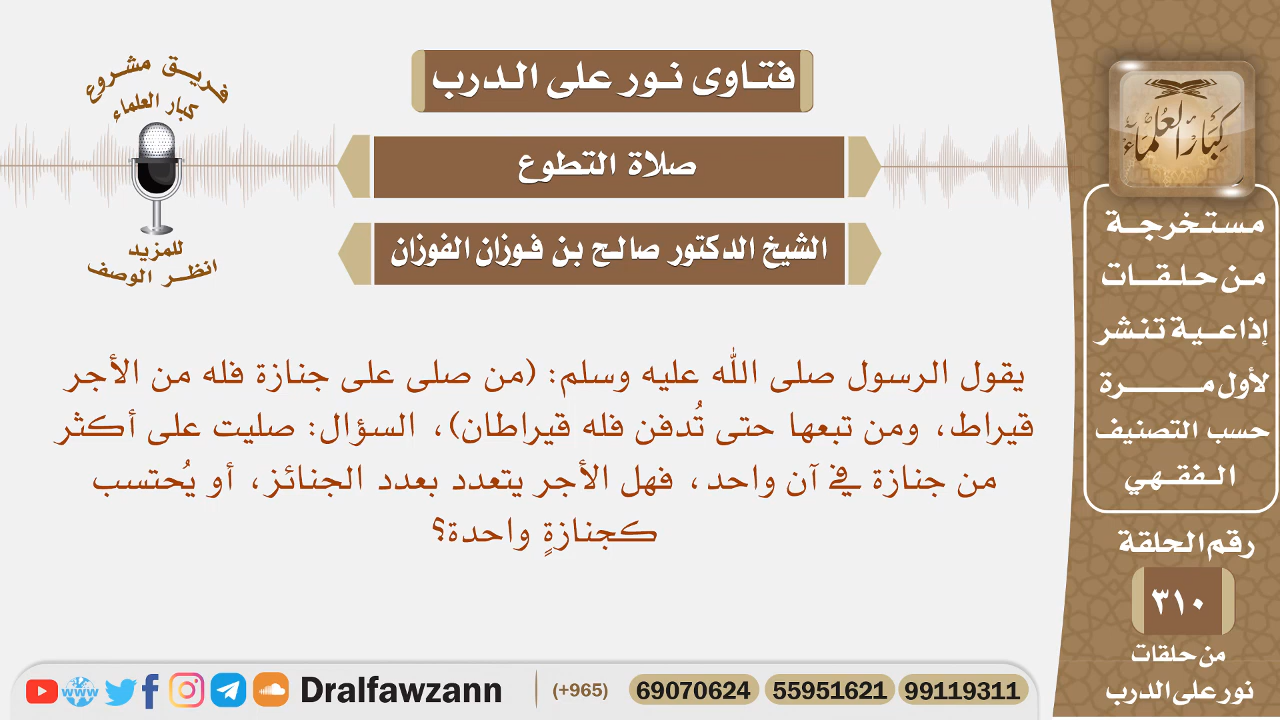 فتاوى نور على الدرب
صلاة التطوع
الشيخ الدكتور صالح بن فوزان الفوزان
يقول الرسول صلى الله عليه وسلم: (من صلى على جنازة فله من الأجر
قيراط، ومن تبعها حتى تُدفن فله قيراطان)، السؤال: صليت على أكثر
من جنازة في آن واحد، فهل الأجر يتعدد بعدد الجنائز، أو يُحتسب
كجنازةٍ واحدة؟
فريق مشروع
كبار العلماء
للمزيد
انظر الوصف
كبار العلماء
مستخرجة
من حلقات
إذاعية تنشر
لأول مرة
حسب التصنيف
الفقهي
رقم الحلقة
٣١٠
من حلقات
نور على الدرب
www Dralfawzann (+965) 69070624 55951621 99119311